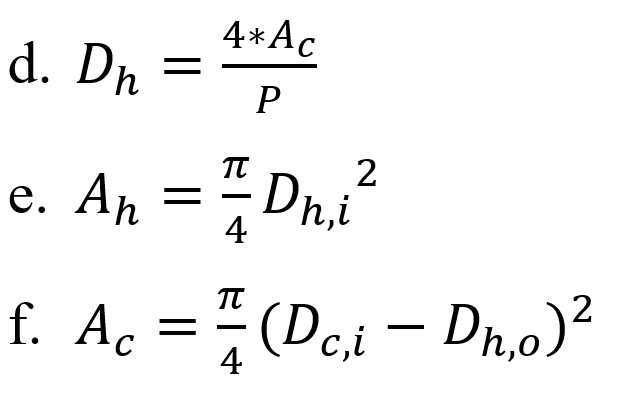 d. D_h = 4*A_c / P
e. A_h = π/4 D_{h,i}²
f. A_c = π/4 (D_{c,i} − D_{h,o})²